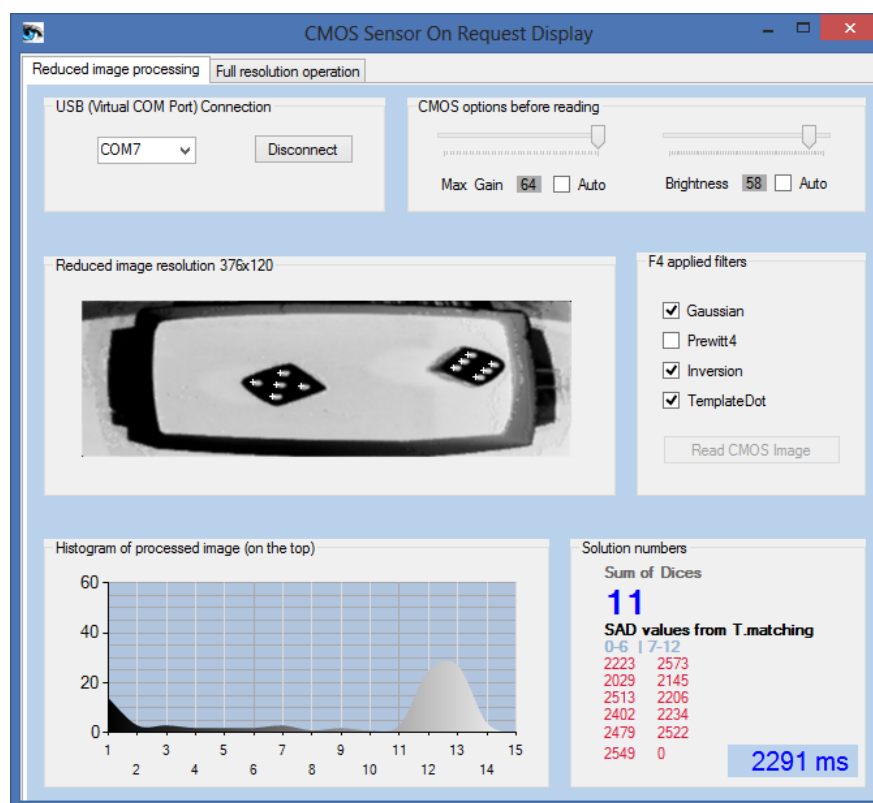 CMOS Sensor On Request Display
Reduced image processing Full resolution operation
USB (Virtual COM Port) Connection
COM7 Disconnect
CMOS options before reading
Max Gain 64 Auto Brightness 58 Auto
Reduced image resolution 376x120
F4 applied filters
Gaussian
Prewitt4
Inversion
TemplateDot
Read CMOS Image
Histogram of processed image (on the top)
60
40
20
0
1 3 5 7 9 11 13 15
2 4 6 8 10 12 14
Solution numbers
Sum of Dices
11
SAD values from T.matching
0-6 | 7-12
2223 2573
2029 2145
2513 2206
2402 2234
2479 2522
2549 0
2291 ms